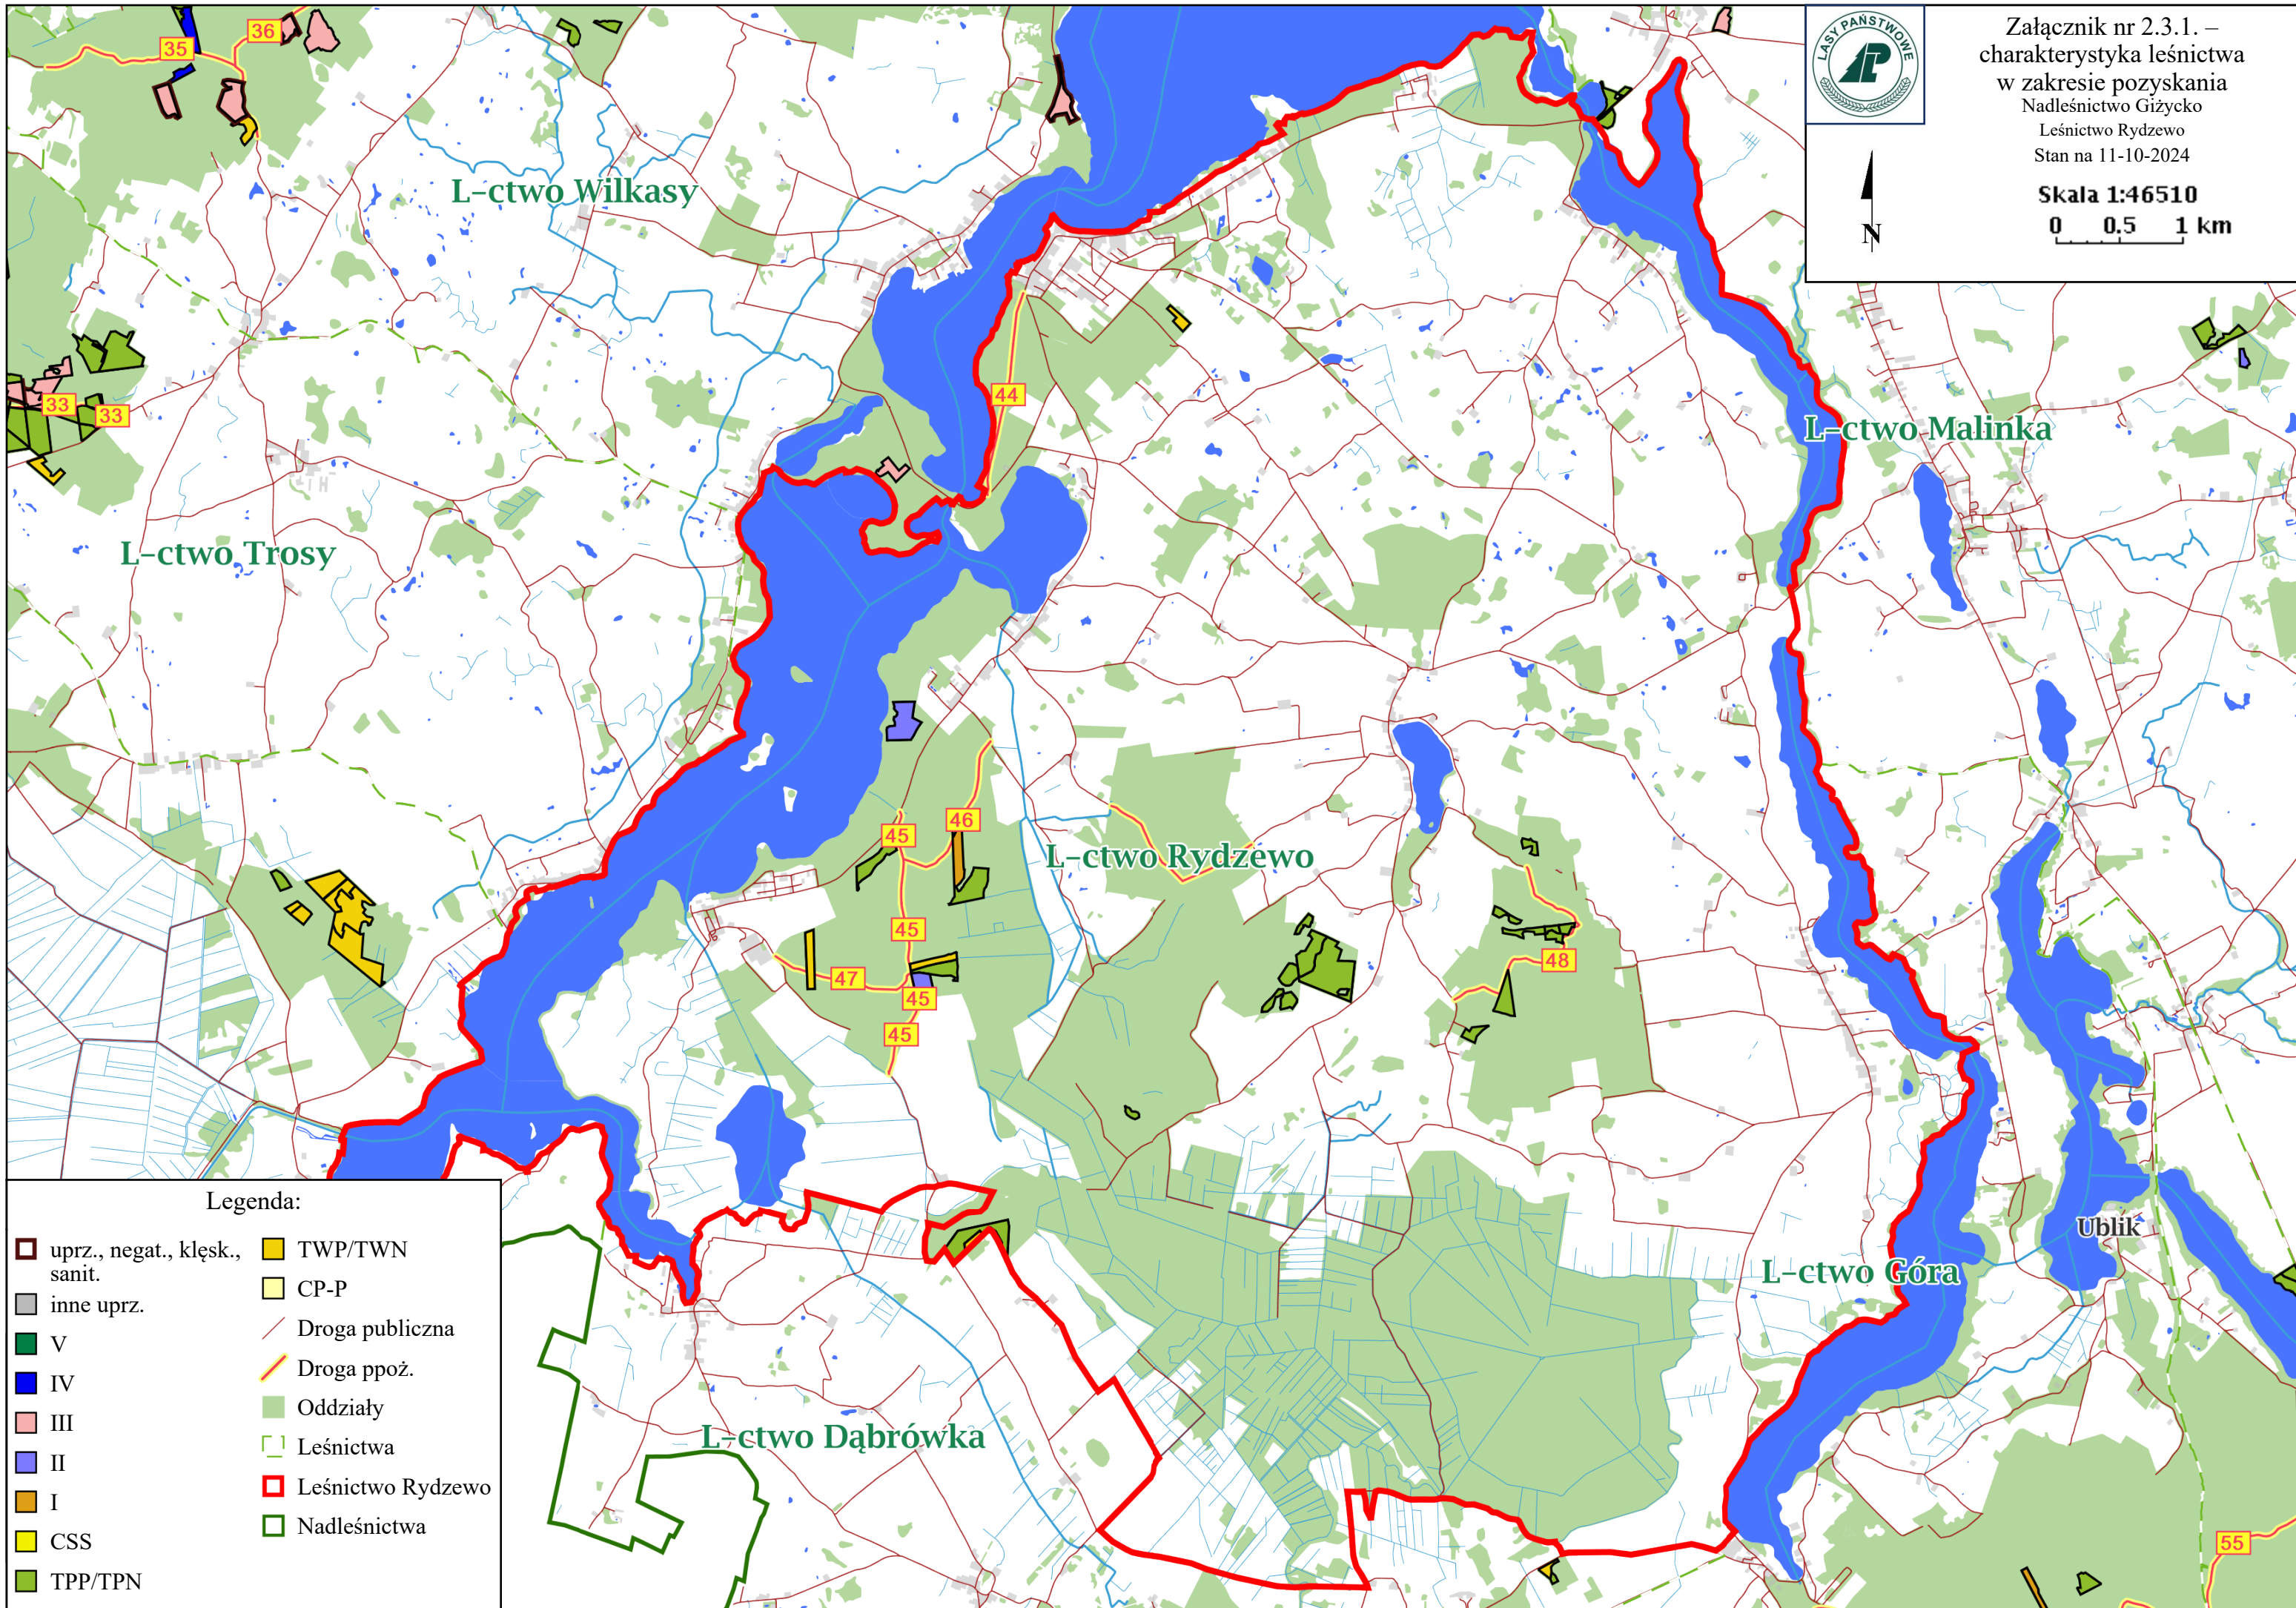 Załącznik nr 2.3.1. –
charakterystyka leśnictwa
w zakresie pozyskania
Nadleśnictwo Giżycko
Leśnictwo Rydzewo
Stan na 11-10-2024
Skala 1:46510
0 0.5 1 km
N
LASY PAŃSTWOWE
35
36
L-ctwo Wilkasy
44
33
33
L-ctwo Malinka
L-ctwo Trosy
46
45
L-ctwo Rydzewo
45
48
47
45
45
Ublik
L-ctwo Góra
L-ctwo Dąbrówka
55
Legenda:
uprz., negat., klęsk.,
sanit.
inne uprz.
V
IV
III
II
I
CSS
TPP/TPN
TWP/TWN
CP-P
Droga publiczna
Droga ppoż.
Oddziały
Leśnictwa
Leśnictwo Rydzewo
Nadleśnictwa